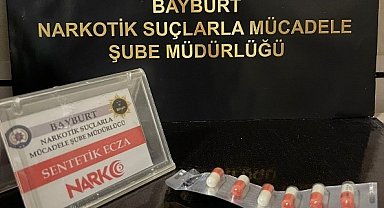 BAYBURT
NARKOTİK SUÇLARLA MÜCADELE
ŞUBE MÜDÜRLÜĞÜ
BAYBURT
NARKOTİK SUÇLARLA
MÜCADELE ŞUBE MÜDÜRLÜĞÜ
SENTETİK ECZA
NARKO